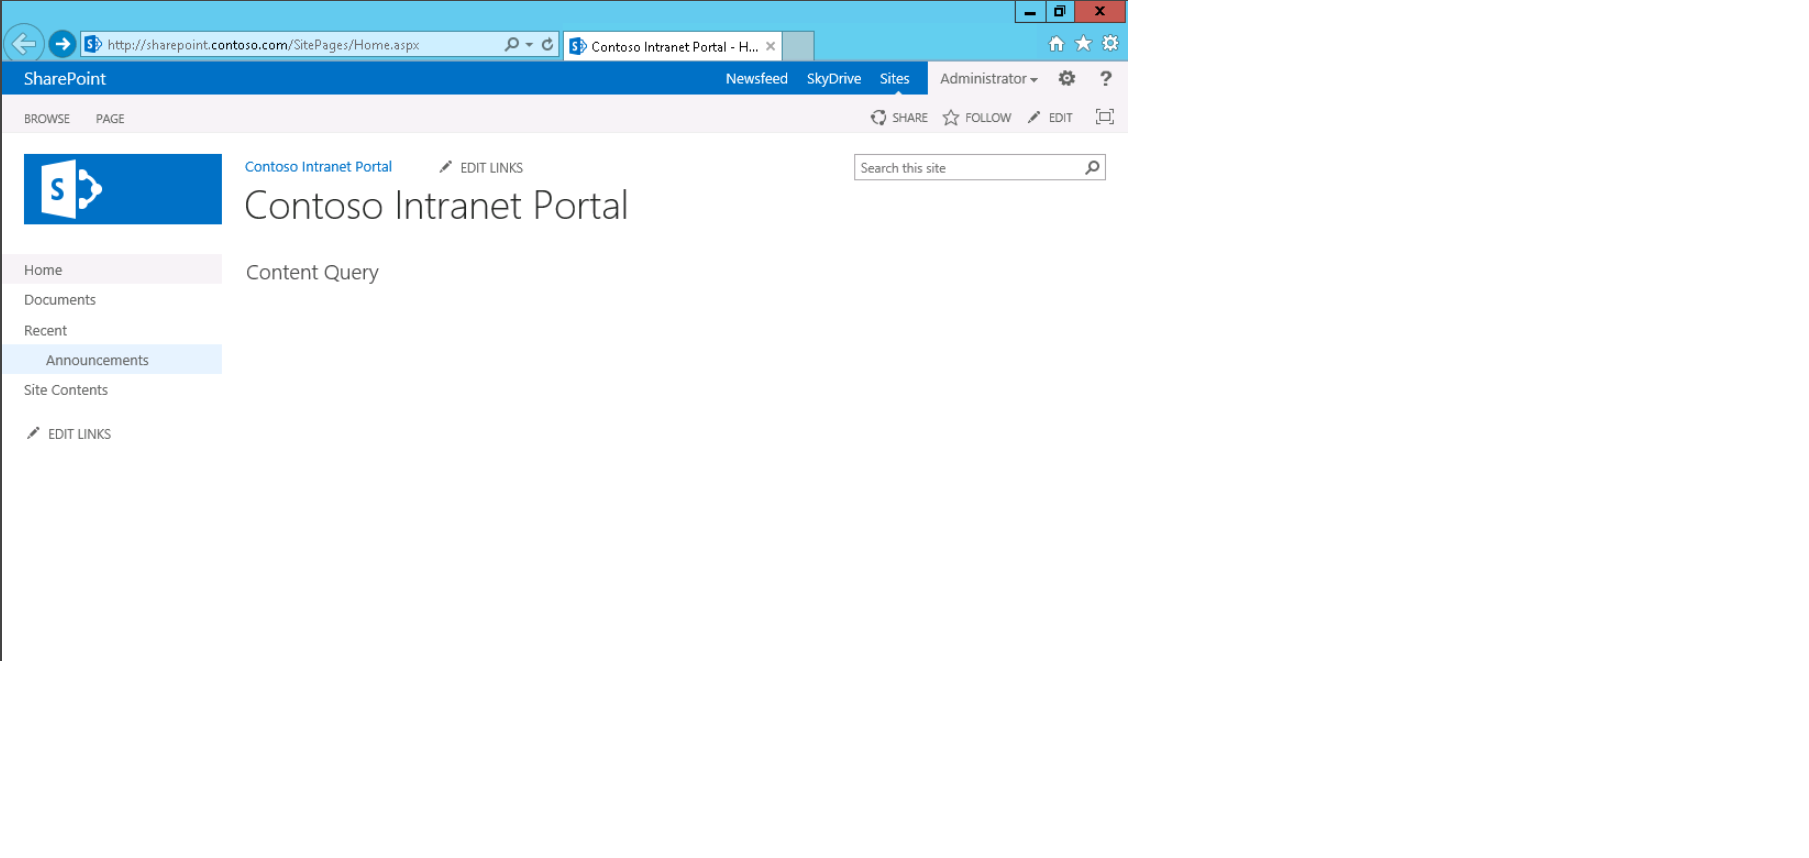 http://sharepoint.contoso.com/SitePages/Home.aspx
Contoso Intranet Portal - H...
SharePoint
Newsfeed SkyDrive Sites Administrator ?
BROWSE PAGE SHARE FOLLOW EDIT
S
Contoso Intranet Portal EDIT LINKS
Search this site
Contoso Intranet Portal
Home
Content Query
Documents
Recent
Announcements
Site Contents
EDIT LINKS